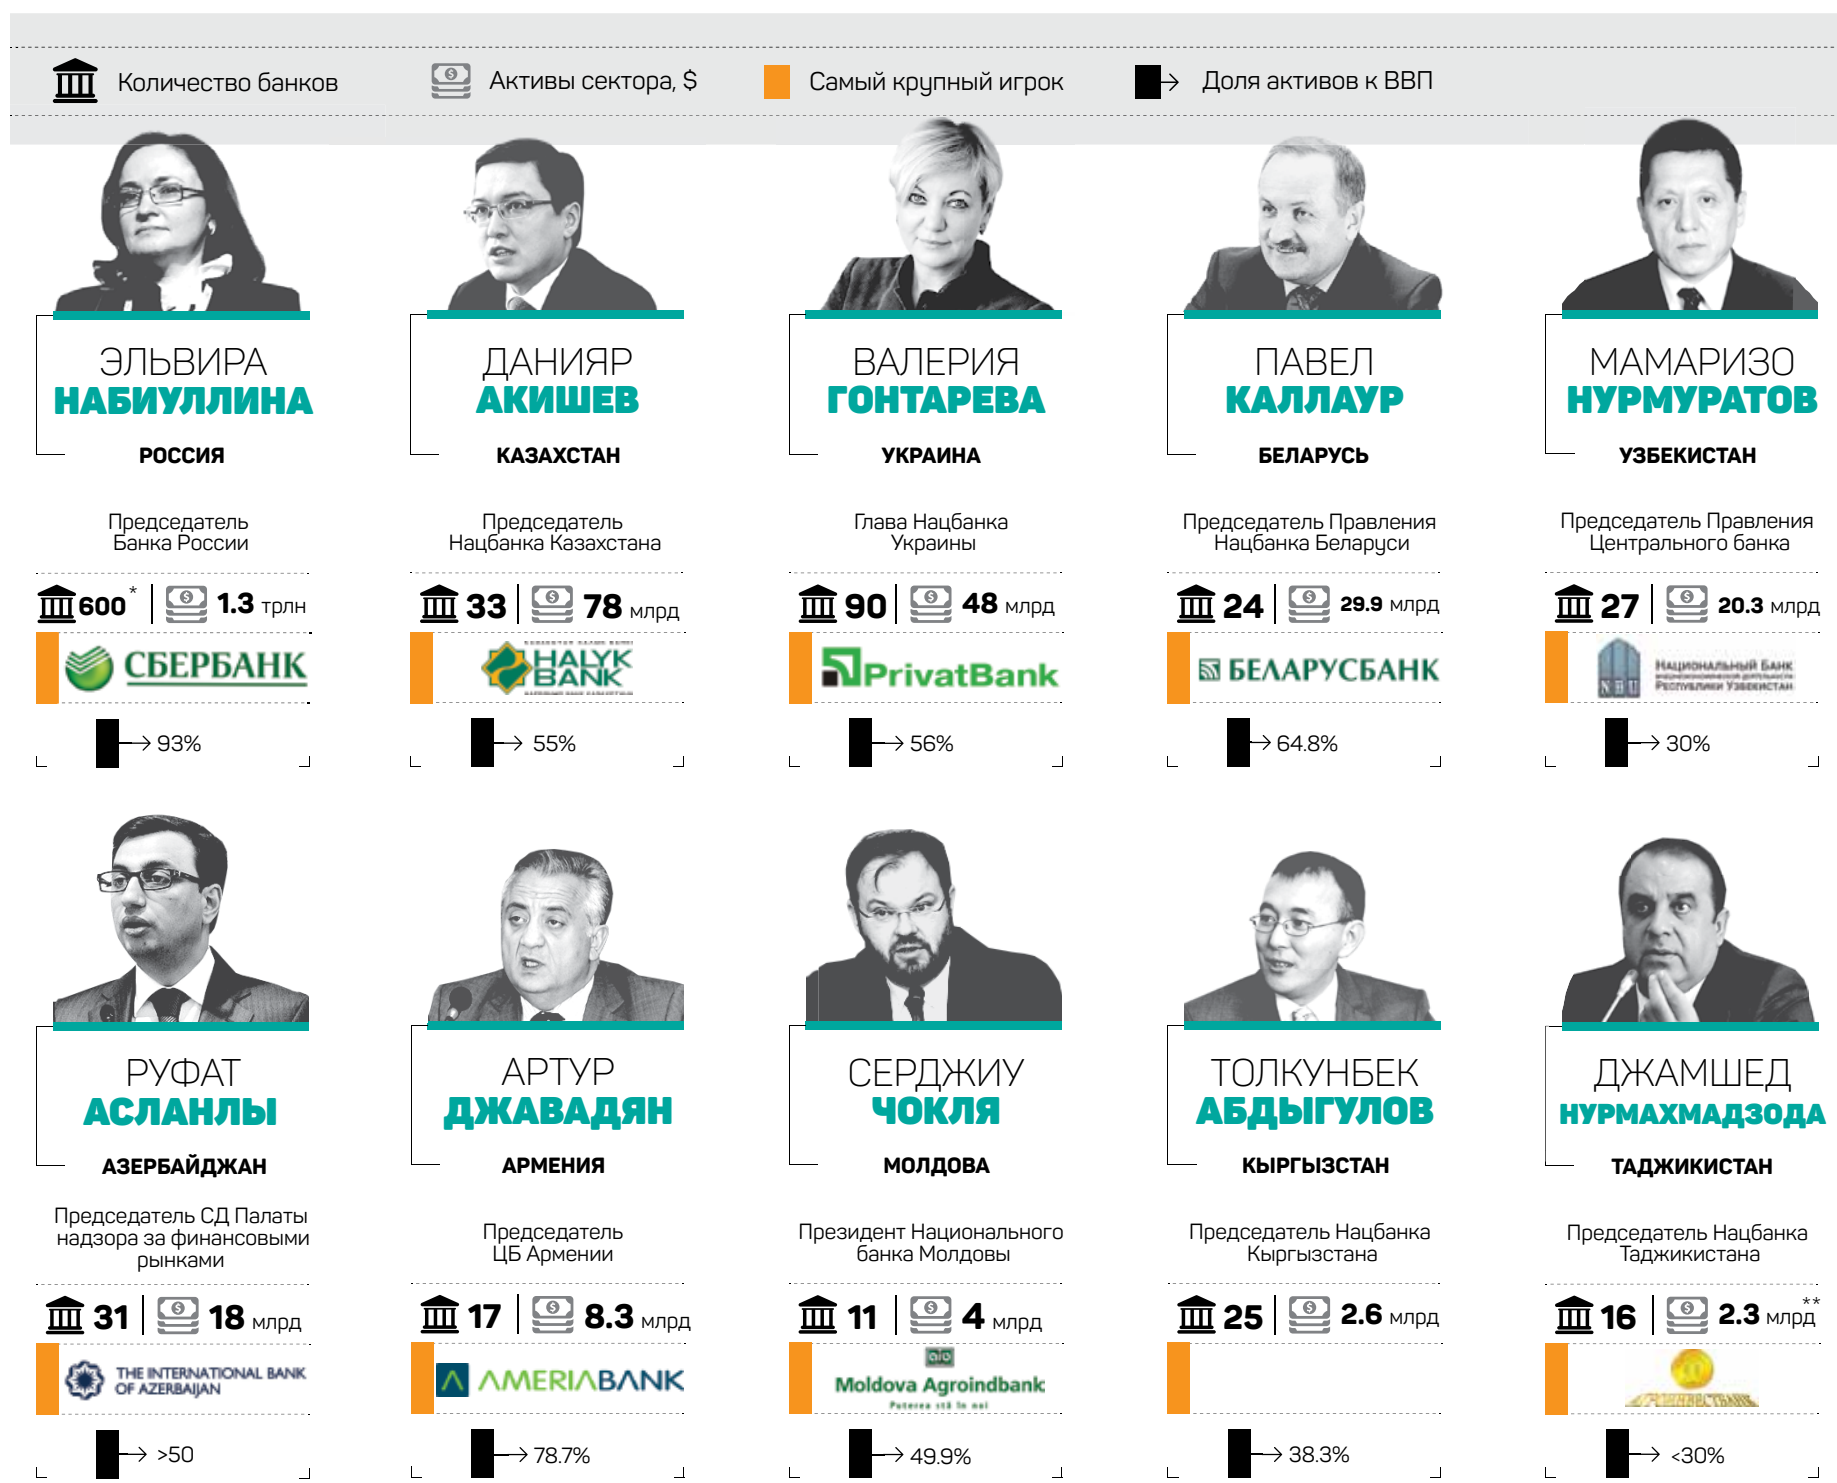 Количество банков
Активы сектора, $
Самый крупный игрок
Доля активов к ВВП
ЭЛЬВИРА
НАБИУЛЛИНА
РОССИЯ
Председатель
Банка России
600*
1.3 трлн
СБЕРБАНК
93%
ДАНИЯР
АКИШЕВ
КАЗАХСТАН
Председатель
Нацбанка Казахстана
33
78 млрд
HALYK
BANK
55%
ВАЛЕРИЯ
ГОНТАРЕВА
УКРАИНА
Глава Нацбанка
Украины
90
48 млрд
PrivatBank
56%
ПАВЕЛ
КАЛЛАУР
БЕЛАРУСЬ
Председатель Правления
Нацбанка Беларуси
24
29.9 млрд
БЕЛАРУСБАНК
64.8%
МАМАРИЗО
НУРМУРАТОВ
УЗБЕКИСТАН
Председатель Правления
Центрального банка
27
20.3 млрд
NBU
Национальный Банк
Республики Узбекистан
30%
РУФАТ
АСЛАНЛЫ
АЗЕРБАЙДЖАН
Председатель СД Палаты
надзора за финансовыми
рынками
31
18 млрд
THE INTERNATIONAL BANK
OF AZERBAIJAN
>50
АРТУР
ДЖАВАДЯН
АРМЕНИЯ
Председатель
ЦБ Армении
17
8.3 млрд
AMERIABANK
78.7%
СЕРДЖИУ
ЧОКЛЯ
МОЛДОВА
Президент Национального
банка Молдовы
11
4 млрд
Moldova Agroindbank
Puterea stă în noi
49.9%
ТОЛКУНБЕК
АБДЫГУЛОВ
КЫРГЫЗСТАН
Председатель Нацбанка
Кыргызстана
25
2.6 млрд
38.3%
ДЖАМШЕД
НУРМАХМАДЗОДА
ТАДЖИКИСТАН
Председатель Нацбанка
Таджикистана
16
2.3 млрд**
<30%